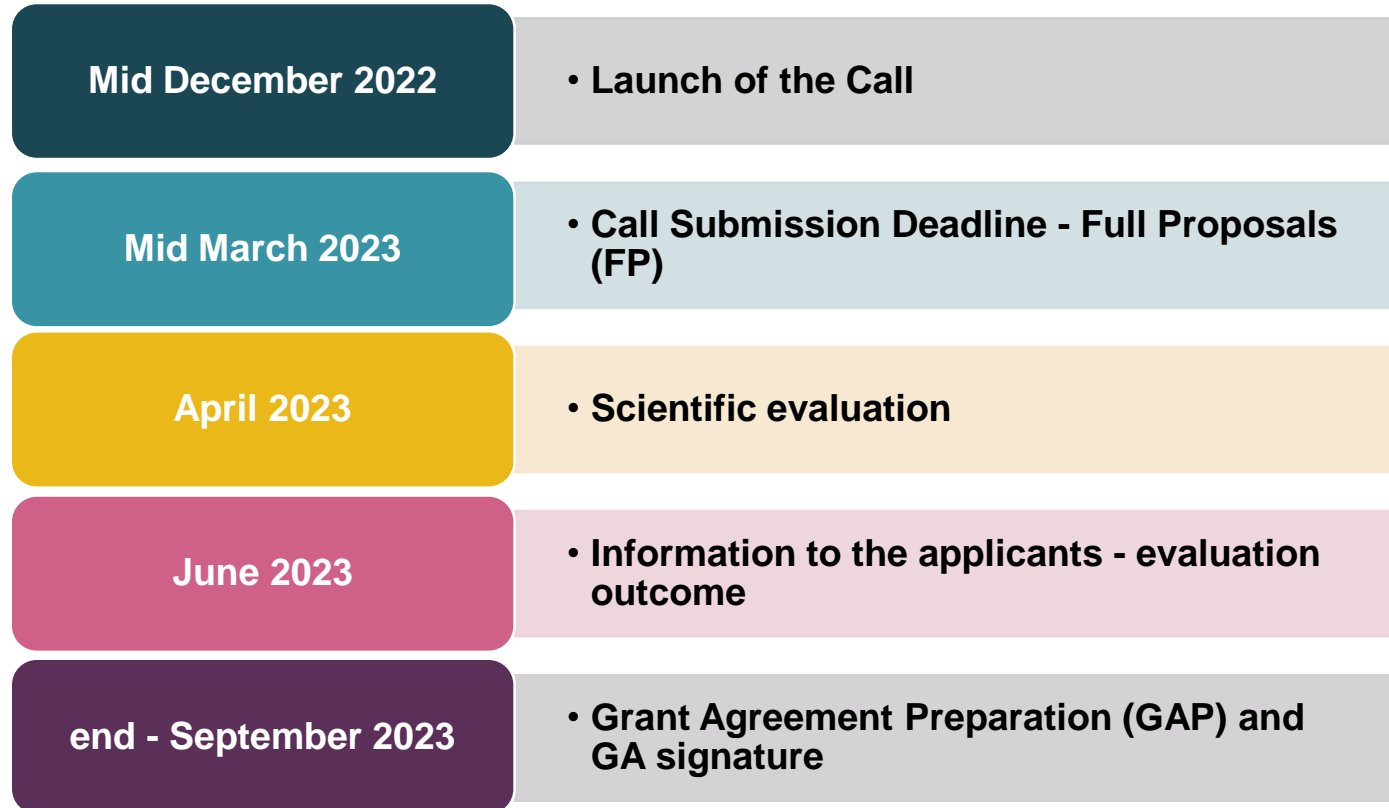 Mid December 2022
• Launch of the Call
Mid March 2023
• Call Submission Deadline - Full Proposals
(FP)
April 2023
• Scientific evaluation
June 2023
• Information to the applicants - evaluation
outcome
end - September 2023
• Grant Agreement Preparation (GAP) and
GA signature